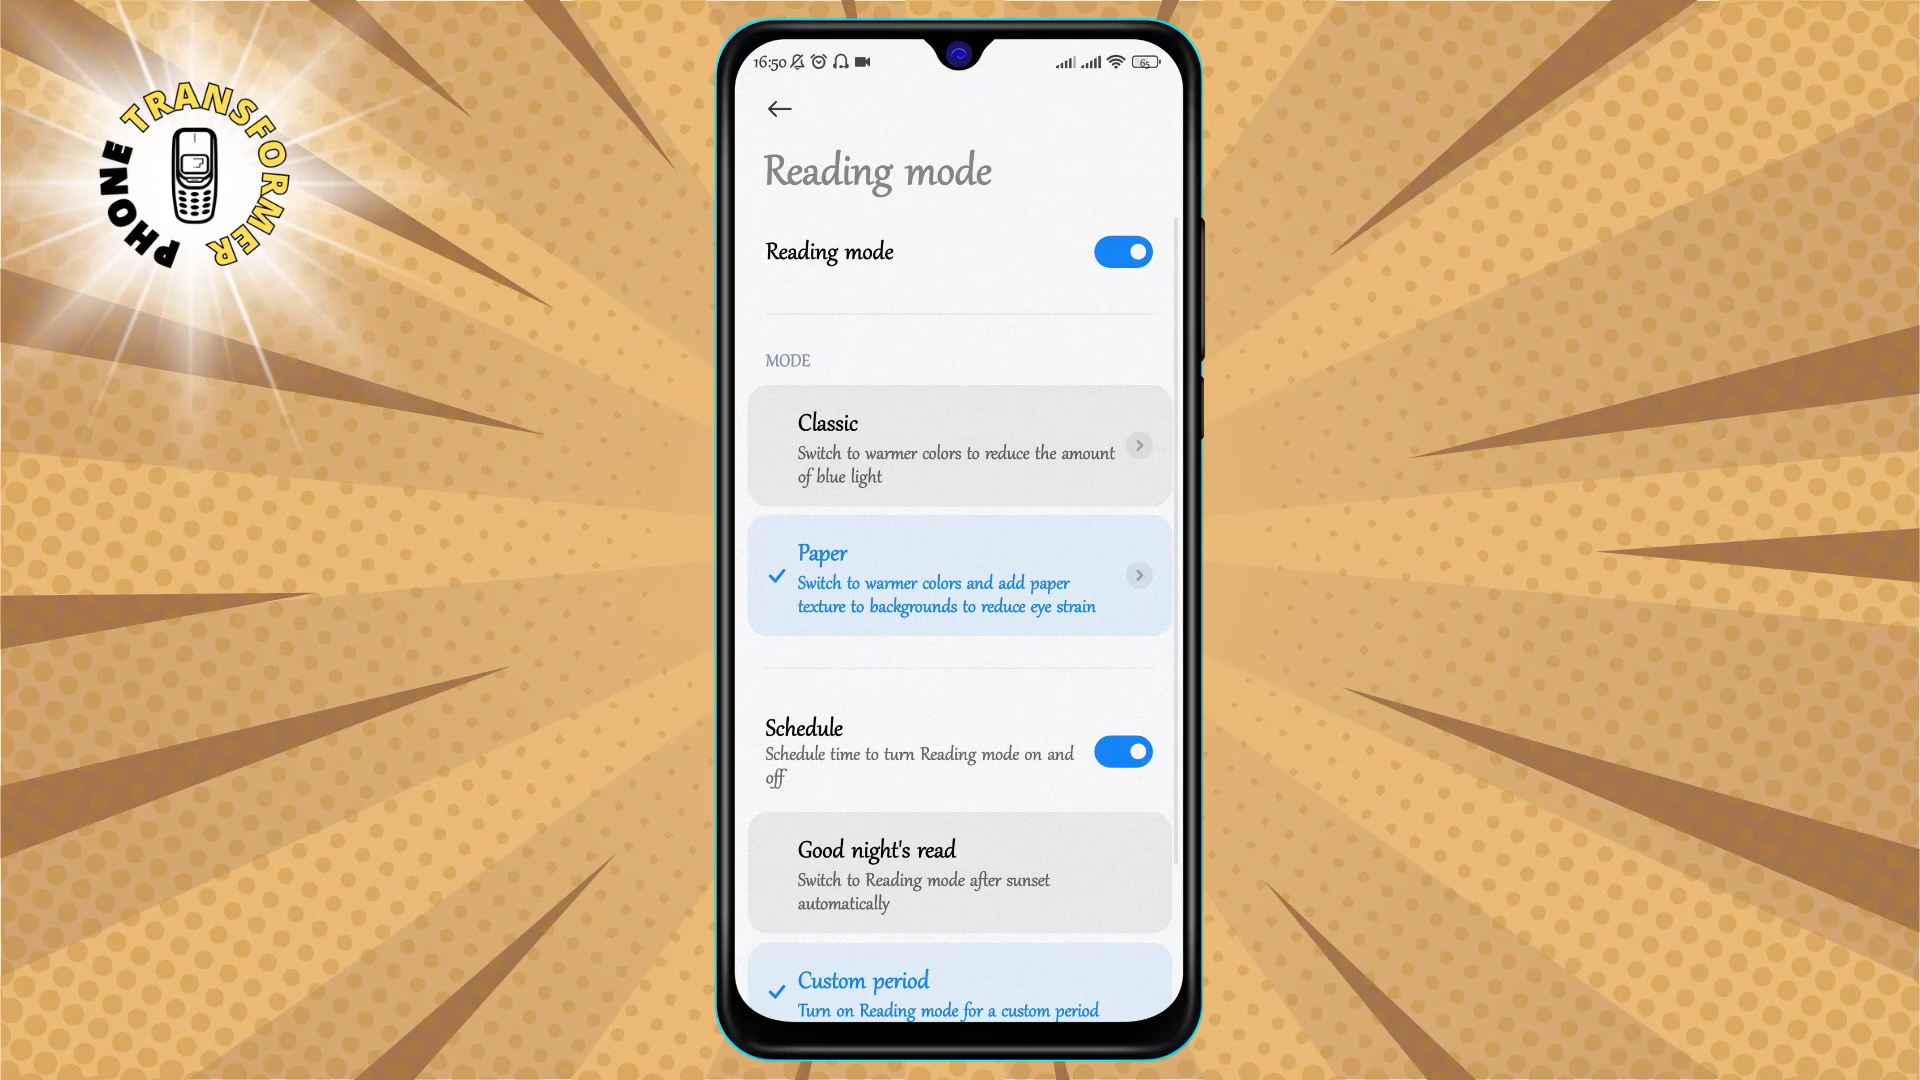 PHONE TRANSFORMER
16:50
65
Reading mode
Reading mode
MODE
Classic
Switch to warmer colors to reduce the amount
of blue light
Paper
Switch to warmer colors and add paper
texture to backgrounds to reduce eye strain
Schedule
Schedule time to turn Reading mode on and
off
Good night's read
Switch to Reading mode after sunset
automatically
Custom period
Turn on Reading mode for a custom period